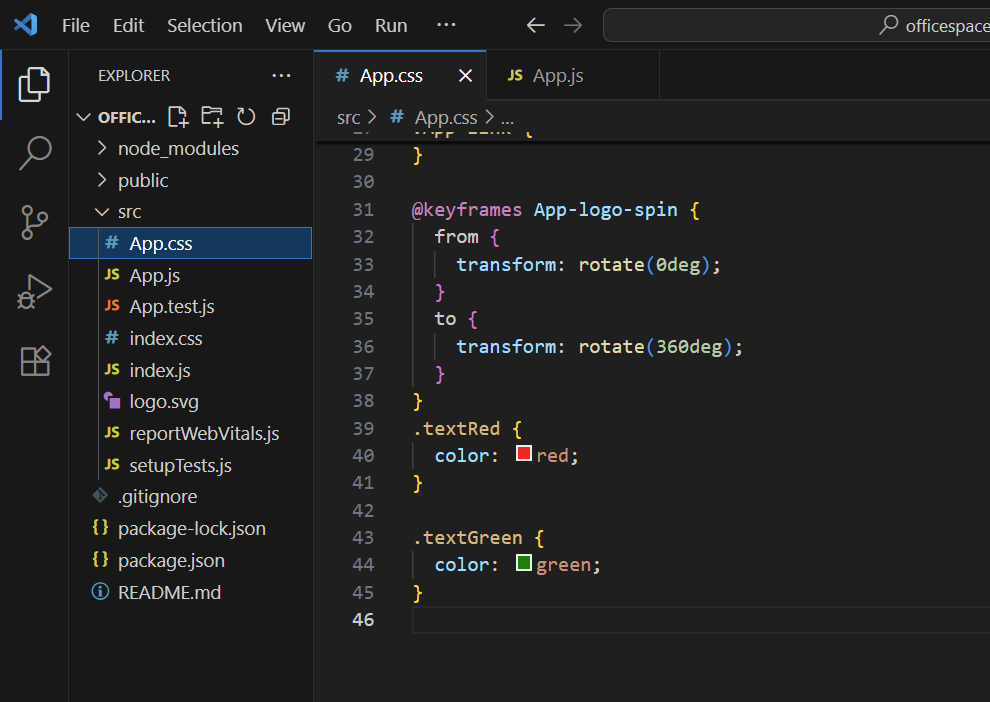 File Edit Selection View Go Run ··· officespace
EXPLORER ···
OFFIC...
node_modules
public
src
# App.css
JS App.js
JS App.test.js
# index.css
JS index.js
logo.svg
JS reportWebVitals.js
JS setupTests.js
.gitignore
{} package-lock.json
{} package.json
README.md
# App.css JS App.js
src > # App.css > ...
29 }
30
31 @keyframes App-logo-spin {
32 from {
33 transform: rotate(0deg);
34 }
35 to {
36 transform: rotate(360deg);
37 }
38 }
39 .textRed {
40 color: red;
41 }
42
43 .textGreen {
44 color: green;
45 }
46